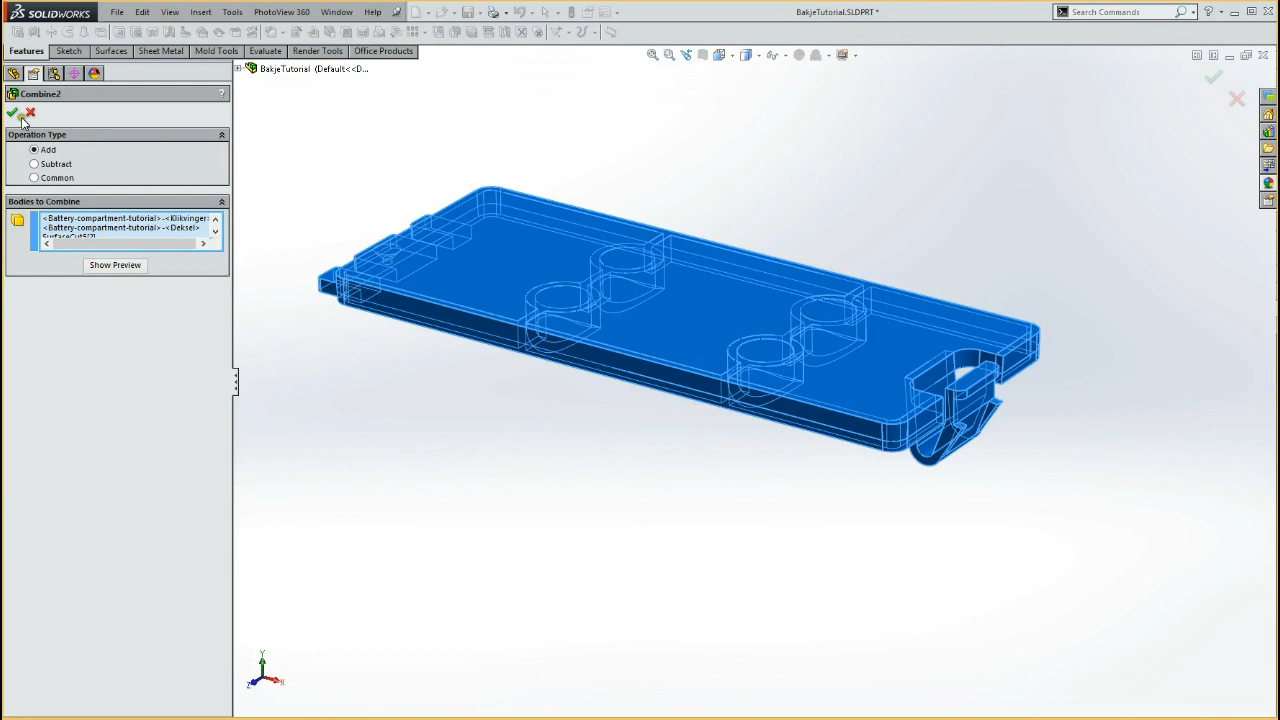 SOLIDWORKS File Edit View Insert Tools PhotoView 360 Window Help BakjeTutorial.SLDPRT * Search Commands ?
Features Sketch Surfaces Sheet Metal Mold Tools Evaluate Render Tools Office Products
BakjeTutorial (Default<<D...
Combine2 ?
Operation Type
Add
Subtract
Common
Bodies to Combine
<Battery-compartment-tutorial>-<Klikvinger>
<Battery-compartment-tutorial>-<Deksel>
SurfaceCut5[2]
Show Preview
Y
Z X